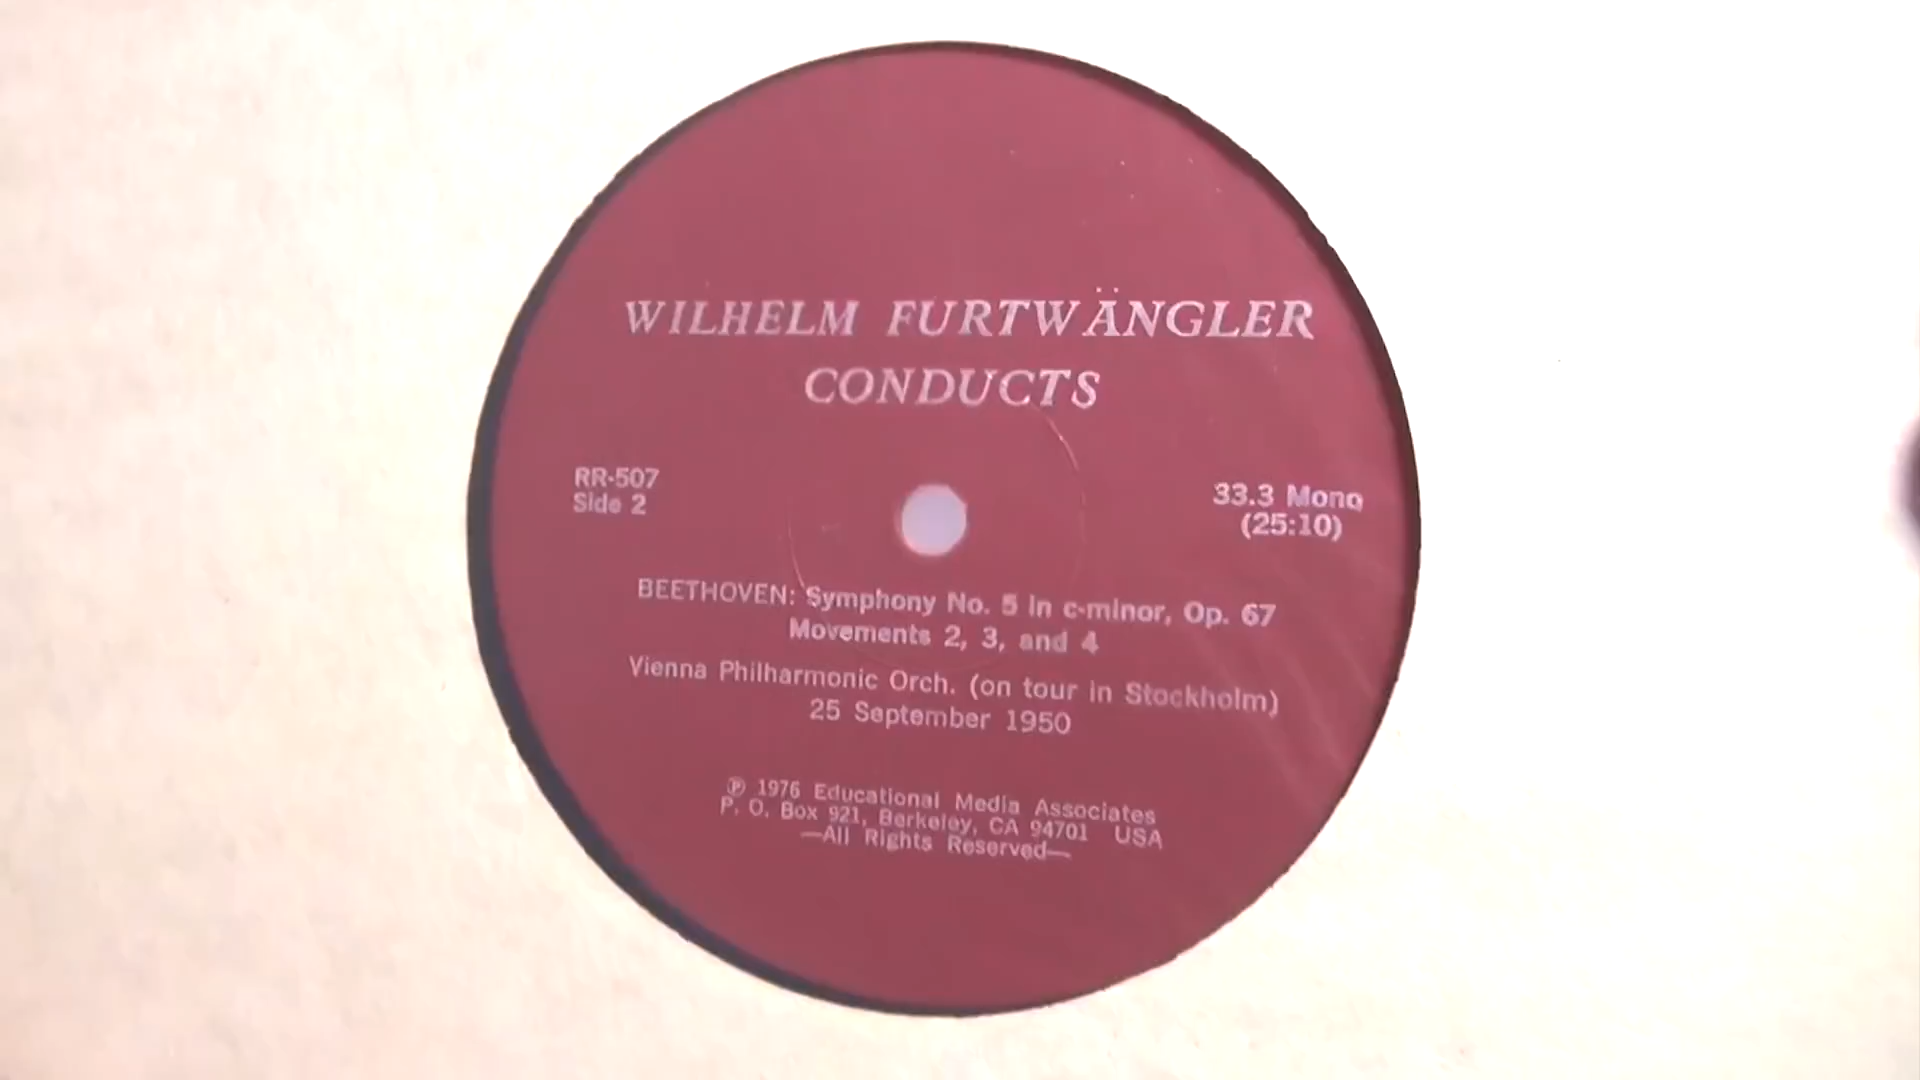 WILHELM FURTWÄNGLER
CONDUCTS
RR-507
Side 2
33.3 Mono
(25:10)
BEETHOVEN: Symphony No. 5 in c-minor, Op. 67
Movements 2, 3, and 4
Vienna Philharmonic Orch. (on tour in Stockholm)
25 September 1950
℗ 1976 Educational Media Associates
P. O. Box 921, Berkeley, CA 94701 USA
—All Rights Reserved—